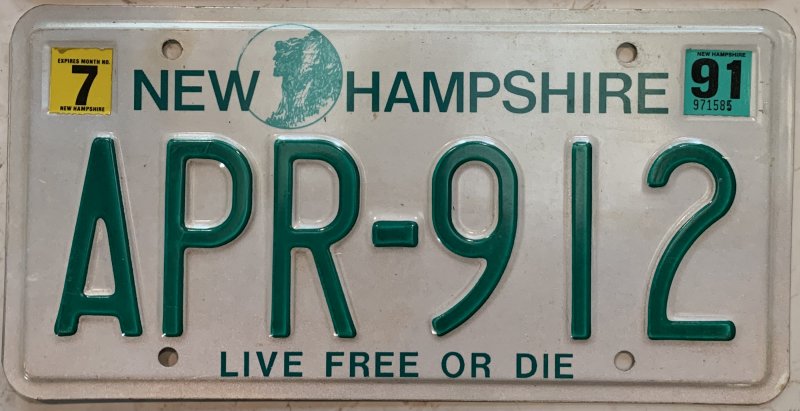 EXPIRES MONTH NO.
7
NEW HAMPSHIRE
NEW HAMPSHIRE
NEW HAMPSHIRE
91
971585
APR-912
LIVE FREE OR DIE